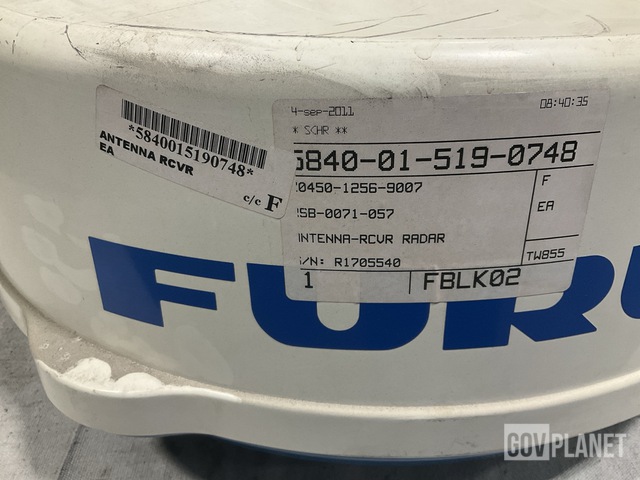 *5840015190748*
ANTENNA RCVR
EA
c/c F
4-sep-2011 08:40:35
* SCHR **
5840-01-519-0748
0450-1256-9007 F
SB-0071-057 EA
ANTENNA-RCVR RADAR
/N: R1705540 TW855
1 FBLK02
FURU
GOVPLANET